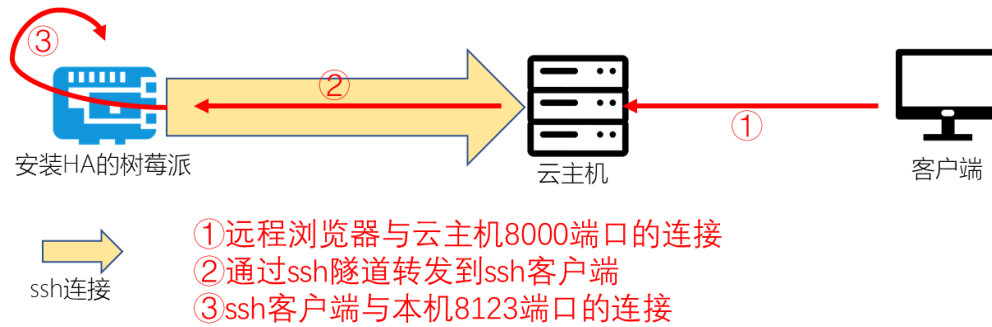 ③
②
①
安装HA的树莓派
云主机
客户端
ssh连接
①远程浏览器与云主机8000端口的连接
②通过ssh隧道转发到ssh客户端
③ssh客户端与本机8123端口的连接